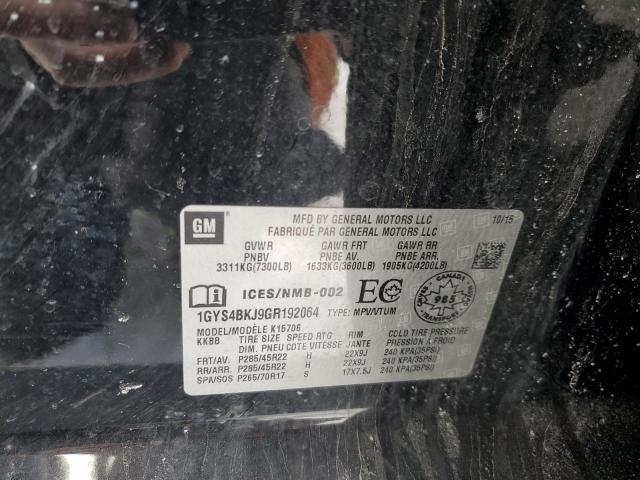 GM
MFD BY GENERAL MOTORS LLC 10/15
FABRIQUÉ PAR GENERAL MOTORS LLC
GVWR GAWR FRT GAWR RR
PNBV PNBE AV. PNBE ARR.
3311KG(7300LB) 1633KG(3600LB) 1905KG(4200LB)
ICES/NMB-002 EC CANADA 985 TRANSPORT
1GYS4BKJ9GR192064 TYPE: MPV/VTUM
MODEL/MODÈLE K15706
KKBB TIRE SIZE SPEED RTG RIM COLD TIRE PRESSURE
DIM. PNEU COTE VITESSE JANTE PRESSION À FROID
FRT/AV. P285/45R22 H 22X9J 240 KPA(35PSI)
RR/ARR. P285/45R22 H 22X9J 240 KPA(35PSI)
SPA/SOS P265/70R17 S 17X7.5J 240 KPA(35PSI)